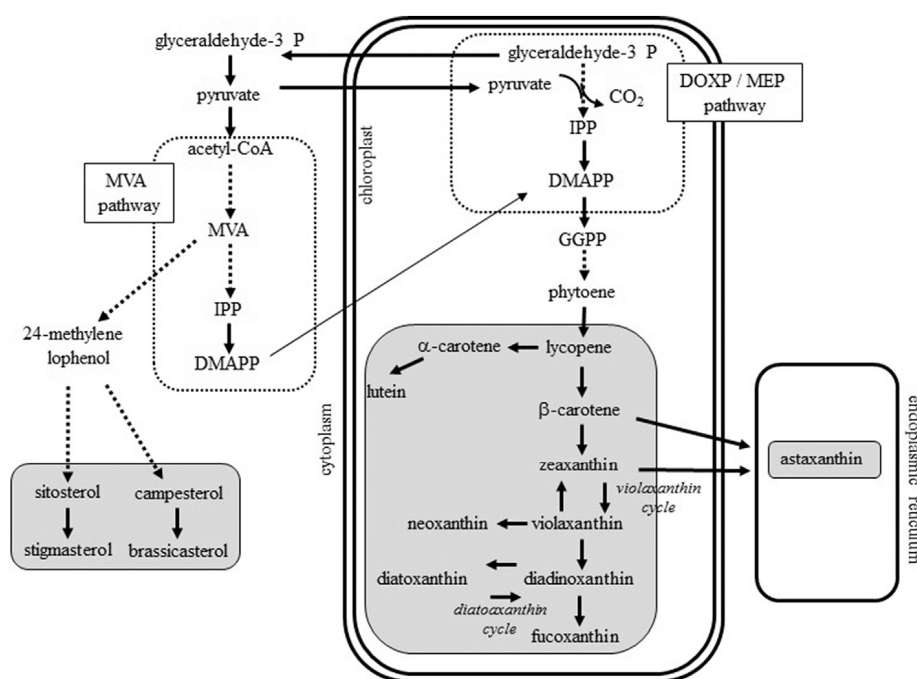 glyceraldehyde-3 P
pyruvate
acetyl-CoA
MVA
pathway
MVA
IPP
DMAPP
24-methylene
lophenol
sitosterol
campesterol
stigmasterol
brassicasterol
chloroplast
cytoplasm
glyceraldehyde-3 P
pyruvate
CO2
DOXP / MEP
pathway
IPP
DMAPP
GGPP
phytoene
α-carotene
lycopene
lutein
β-carotene
zeaxanthin
violaxanthin
cycle
neoxanthin
violaxanthin
diatoxanthin
diadinoxanthin
diatoaxanthin
cycle
fucoxanthin
astaxanthin
endoplasmic reticulum